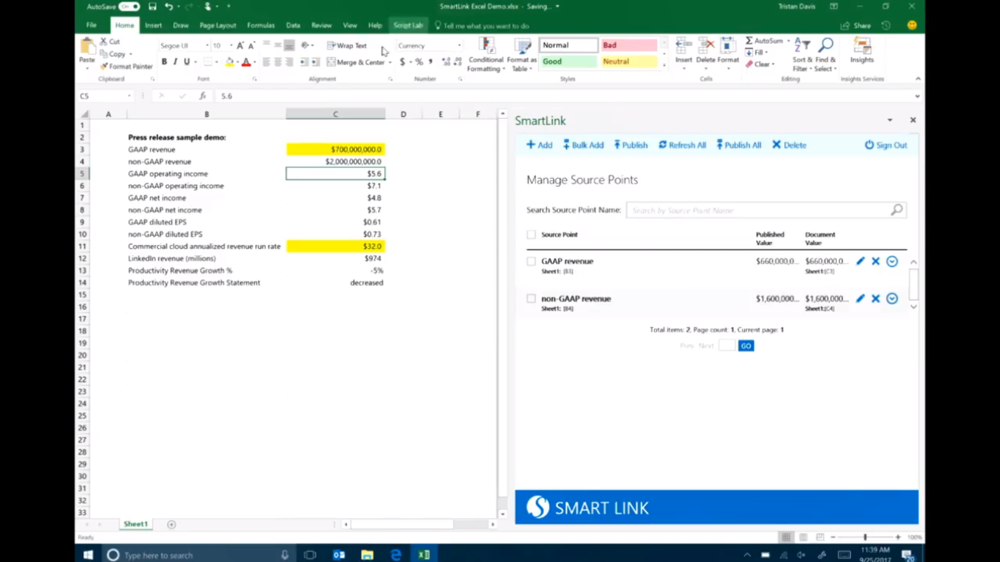 AutoSave On
SmartLink Excel Demo.xlsx - Saving...
Tristan Davis
File Home Insert Draw Page Layout Formulas Data Review View Help Script Lab Tell me what you want to do
Share
Paste
Cut
Copy
Format Painter
Clipboard
Segoe UI 10
B I U
Font
Wrap Text
Merge & Center
Alignment
Currency
$ % ,
Number
Conditional Formatting
Format as Table
Normal Bad
Good Neutral
Styles
Insert Delete Format
Cells
AutoSum
Fill
Clear
Sort & Filter
Find & Select
Editing
Insights
Insights Services
C5 fx 5.6
A B C D E F
1
2 Press release sample demo:
3 GAAP revenue $700,000,000.0
4 non-GAAP revenue $2,000,000,000.0
5 GAAP operating income $5.6
6 non-GAAP operating income $7.1
7 GAAP net income $4.8
8 non-GAAP net income $5.7
9 GAAP diluted EPS $0.61
10 non-GAAP diluted EPS $0.73
11 Commercial cloud annualized revenue run rate $32.0
12 LinkedIn revenue (millions) $974
13 Productivity Revenue Growth % -5%
14 Productivity Revenue Growth Statement decreased
15
16
17
18
19
20
21
22
23
24
25
26
27
28
29
30
31
32
33
SmartLink
Add Bulk Add Publish Refresh All Publish All Delete Sign Out
Manage Source Points
Search Source Point Name: Search by Source Point Name
Source Point Published Value Document Value
GAAP revenue $660,000,0... $660,000,0...
Sheet1: [B3] Sheet1:[C3]
non-GAAP revenue $1,600,000... $1,600,000...
Sheet1: [B4] Sheet1:[C4]
Total items: 2, Page count: 1, Current page: 1
Prev Next GO
SMART LINK
Sheet1
Ready
100%
Type here to search
11:39 AM
9/25/2017
20